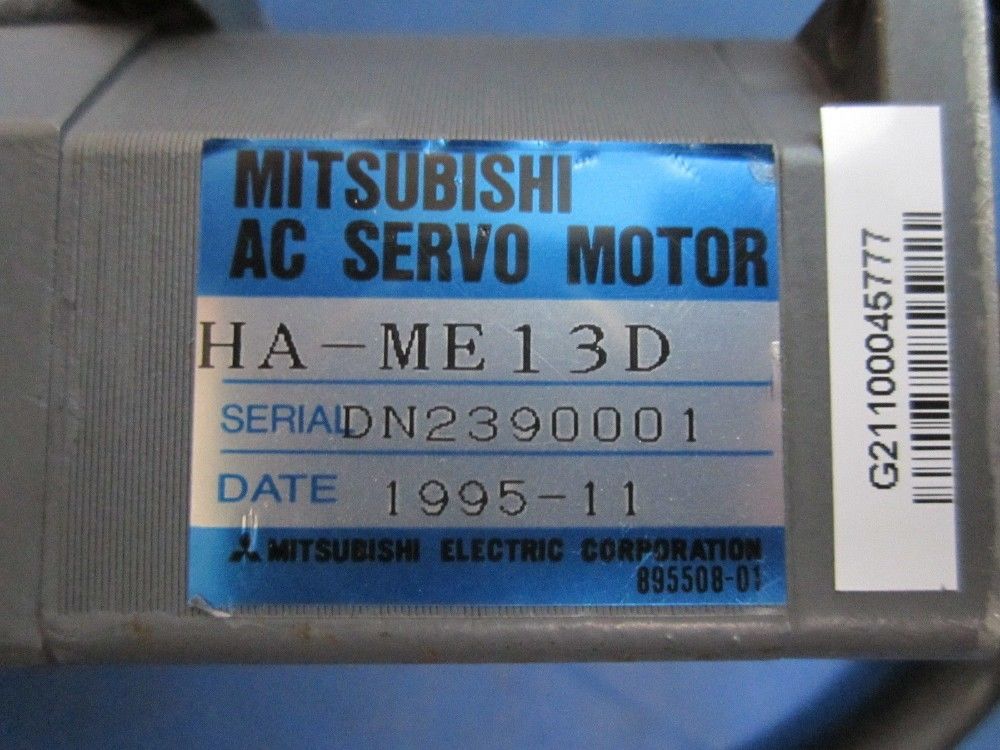 MITSUBISHI
AC SERVO MOTOR
HA-ME13D
SERIAL DN2390001
DATE 1995-11
MITSUBISHI ELECTRIC CORPORATION
895508-01
G21100045777